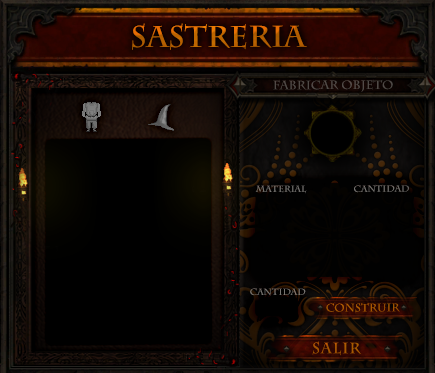 SASTRERIA
FABRICAR OBJETO
MATERIAL CANTIDAD
CANTIDAD
CONSTRUIR
SALIR